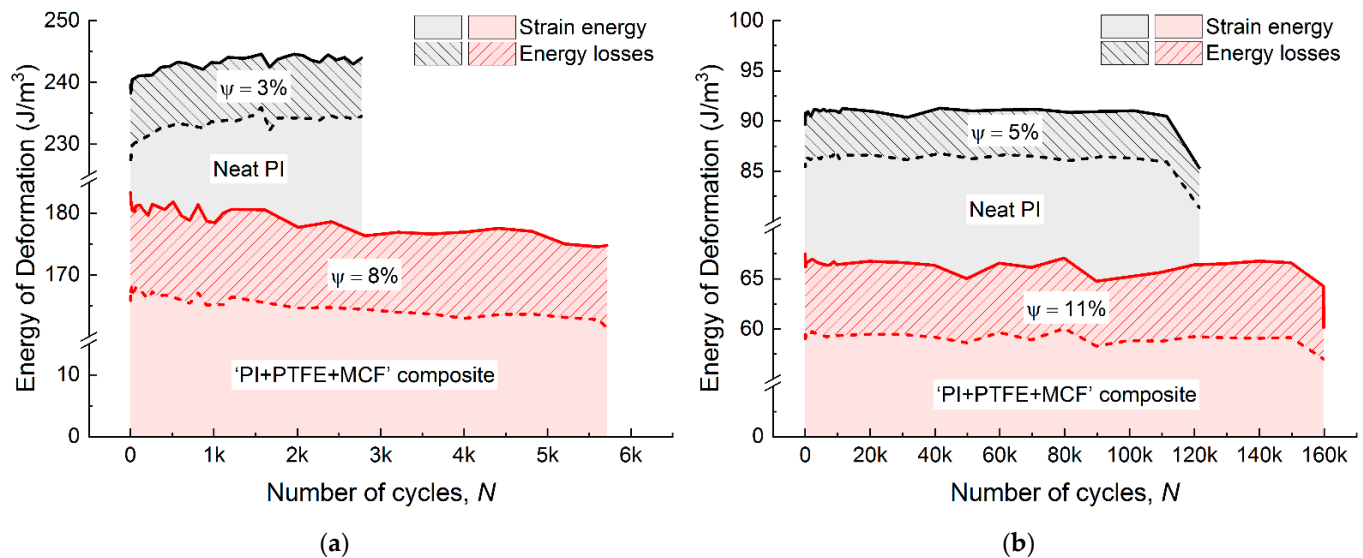 Energy of Deformation (J/m³)
250
245
240
235
230
180
170
10
0
Strain energy
Energy losses
ψ = 3%
Neat PI
ψ = 8%
'PI+PTFE+MCF' composite
0 1k 2k 3k 4k 5k 6k
Number of cycles, N
(a)
Energy of Deformation (J/m³)
100
95
90
85
65
60
10
0
Strain energy
Energy losses
ψ = 5%
Neat PI
ψ = 11%
'PI+PTFE+MCF' composite
0 20k 40k 60k 80k 100k 120k 140k 160k
Number of cycles, N
(b)